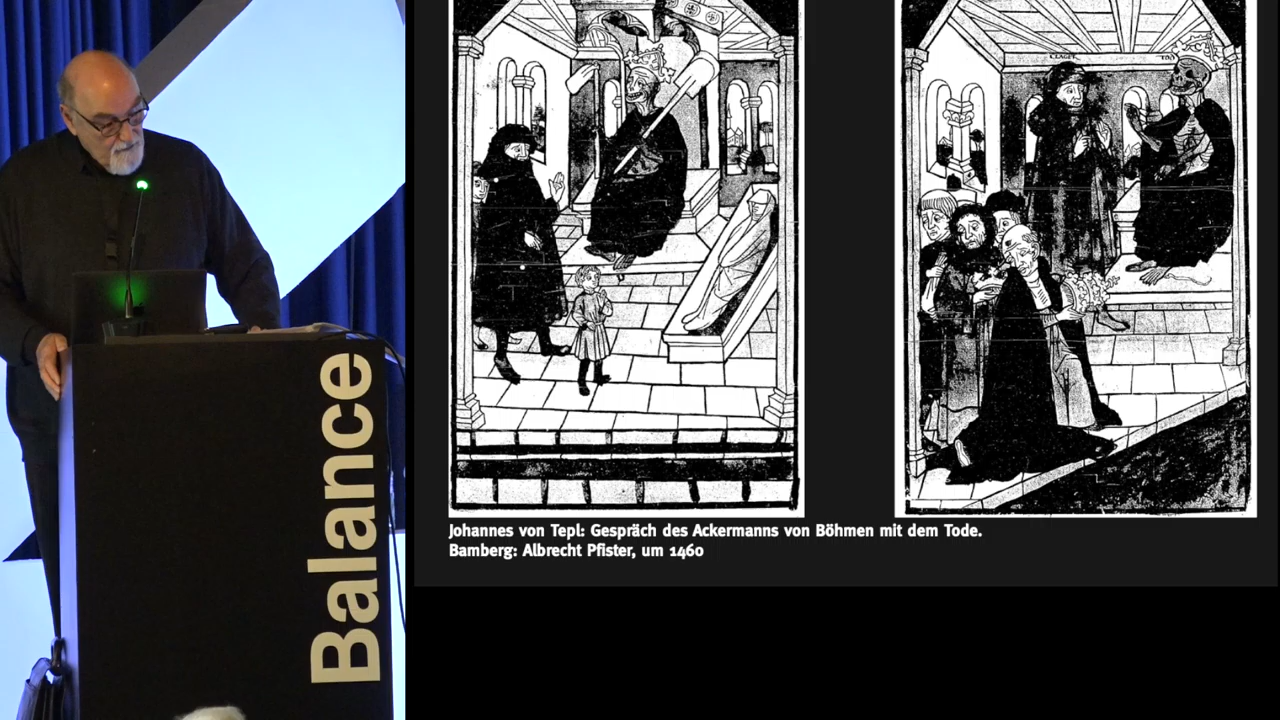 Balance
Johannes von Tepl: Gespräch des Ackermanns von Böhmen mit dem Tode.
Bamberg: Albrecht Pfister, um 1460